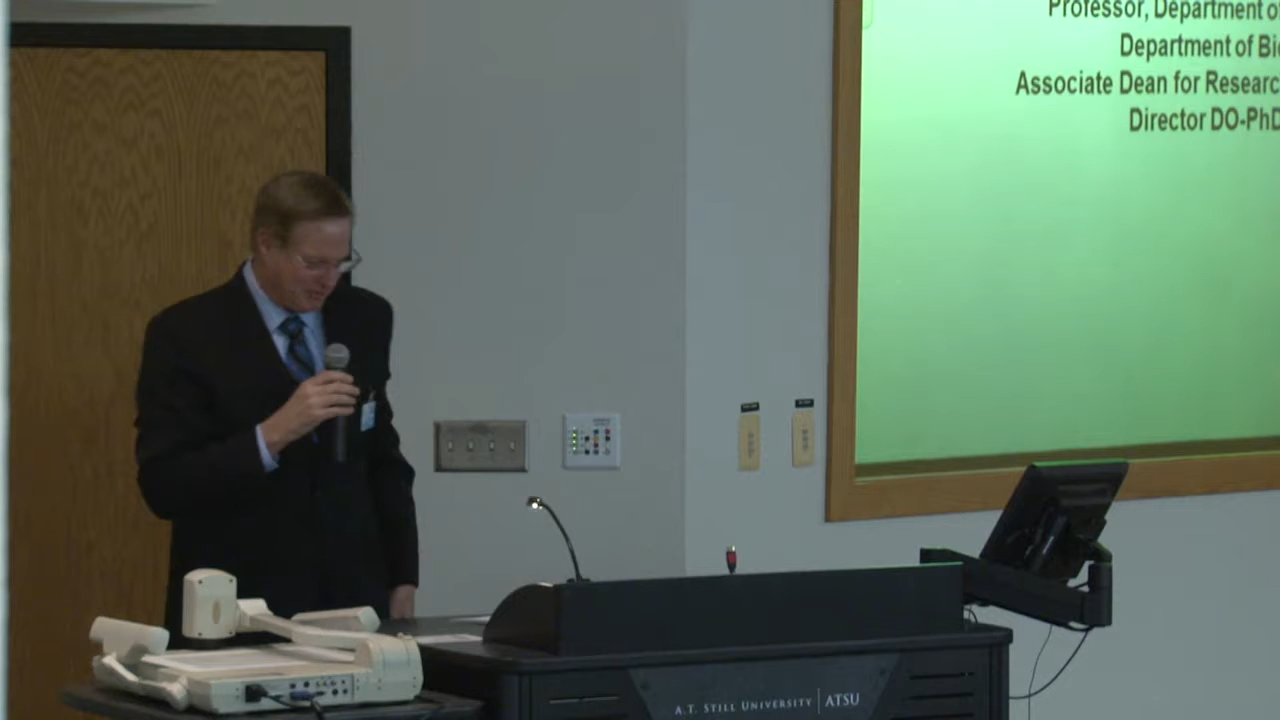 Professor, Department of
Department of Bi
Associate Dean for Researc
Director DO-PhD
A.T. STILL UNIVERSITY | ATSU